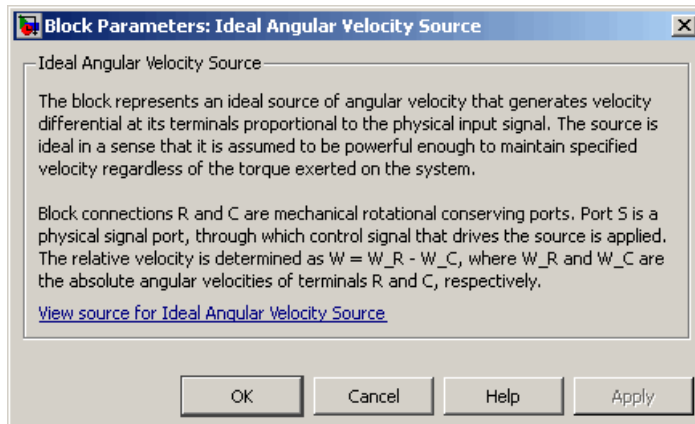 Block Parameters: Ideal Angular Velocity Source
Ideal Angular Velocity Source
The block represents an ideal source of angular velocity that generates velocity
differential at its terminals proportional to the physical input signal. The source is
ideal in a sense that it is assumed to be powerful enough to maintain specified
velocity regardless of the torque exerted on the system.
Block connections R and C are mechanical rotational conserving ports. Port S is a
physical signal port, through which control signal that drives the source is applied.
The relative velocity is determined as W = W_R - W_C, where W_R and W_C are
the absolute angular velocities of terminals R and C, respectively.
View source for Ideal Angular Velocity Source
OK Cancel Help Apply